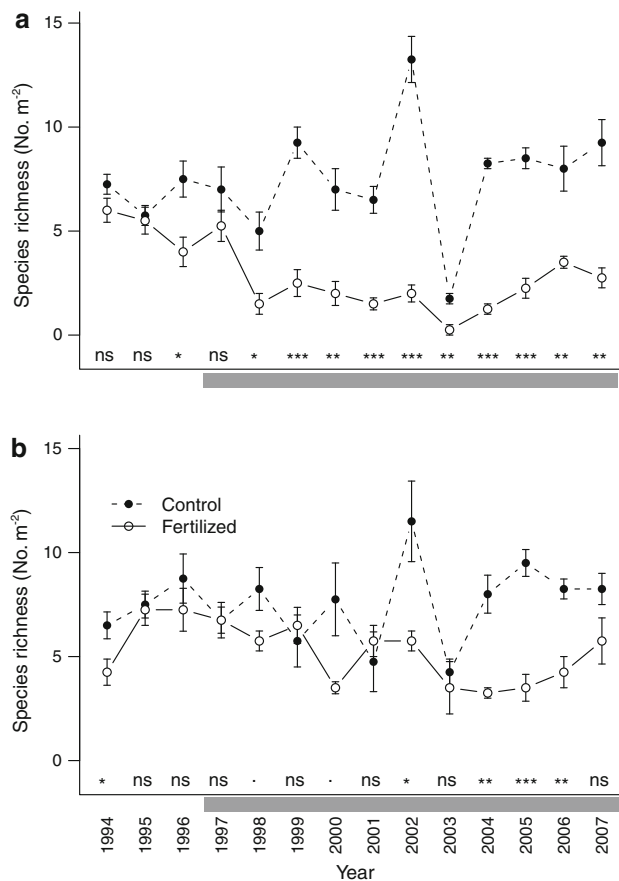 a
Species richness (No. m-2)
15
10
5
0
ns ns * ns * *** ** *** *** ** *** *** ** **
b
Species richness (No. m-2)
15
Control
Fertilized
10
5
0
* ns ns ns . ns . ns * ns ** *** ** ns
1994 1995 1996 1997 1998 1999 2000 2001 2002 2003 2004 2005 2006 2007
Year